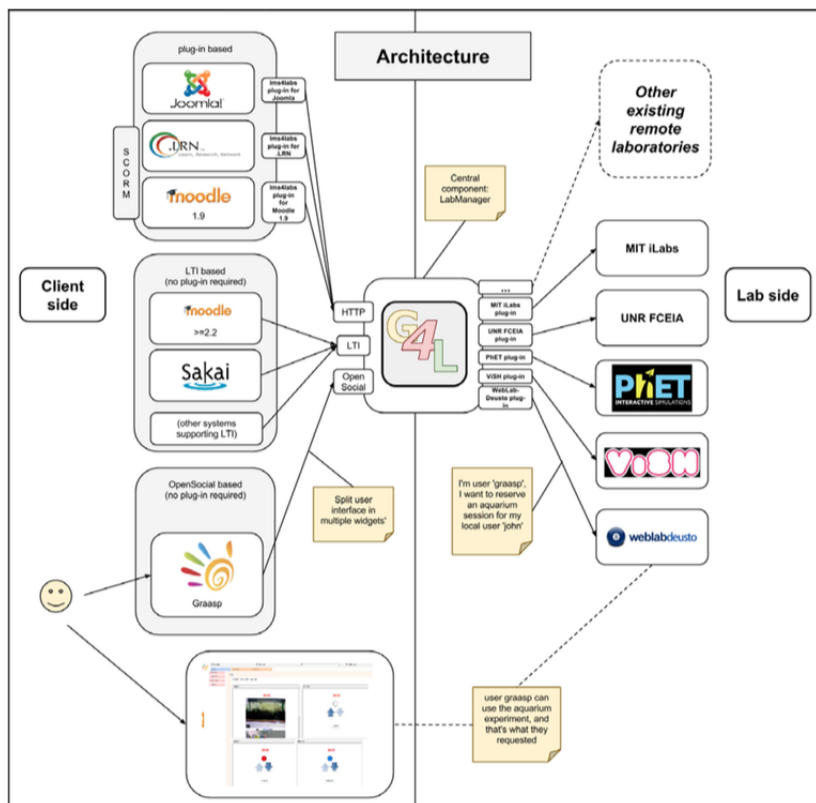 Architecture
plug-in based
Joomla!
lms4labs
plug-in for
Joomla
.LRN
Learn, Research, Network
lms4labs
plug-in for
.LRN
SCORM
moodle
1.9
lms4labs
plug-in
for
Moodle
1.9
Client
side
LTI based
(no plug-in required)
moodle
>=2.2
Sakai
(other systems
supporting LTI)
OpenSocial based
(no plug-in required)
Graasp
HTTP
LTI
Open
Social
G4L
Central
component:
LabManager
...
MIT iLabs
plug-in
UNR FCEIA
plug-in
PhET plug-in
ViSH plug-in
WebLab-
Deusto plug-
in
Split user
interface in
multiple widgets'
I'm user 'graasp',
I want to reserve
an aquarium
session for my
local user 'john'
Other
existing
remote
laboratories
MIT iLabs
UNR FCEIA
PhET
INTERACTIVE SIMULATIONS
ViSH
weblabdeusto
Lab side
user graasp can
use the aquarium
experiment, and
that's what they
requested